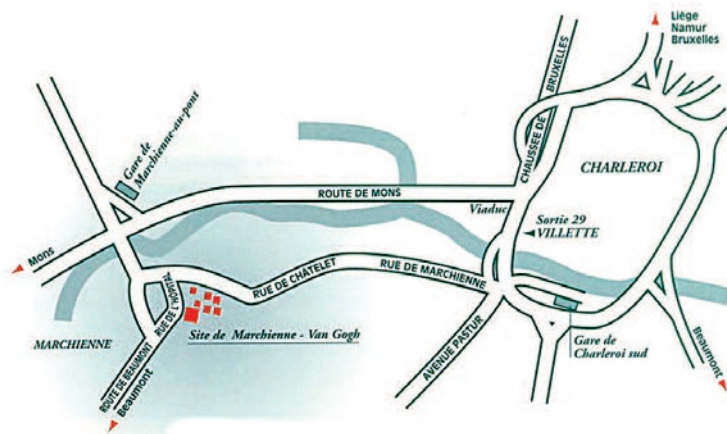 Liège
Namur
Bruxelles
CHAUSSEE DE BRUXELLES
Gare de
Marchienne-au-pont
CHARLEROI
ROUTE DE MONS
Viaduc
Sortie 29
VILLETTE
Mons
RUE DE CHÂTELET
RUE DE MARCHIENNE
RUE DE L'HOPITAL
MARCHIENNE
Site de Marchienne - Van Gogh
Gare de
Charleroi sud
AVENUE PASTUR
ROUTE DE BEAUMONT
Beaumont
Beaumont